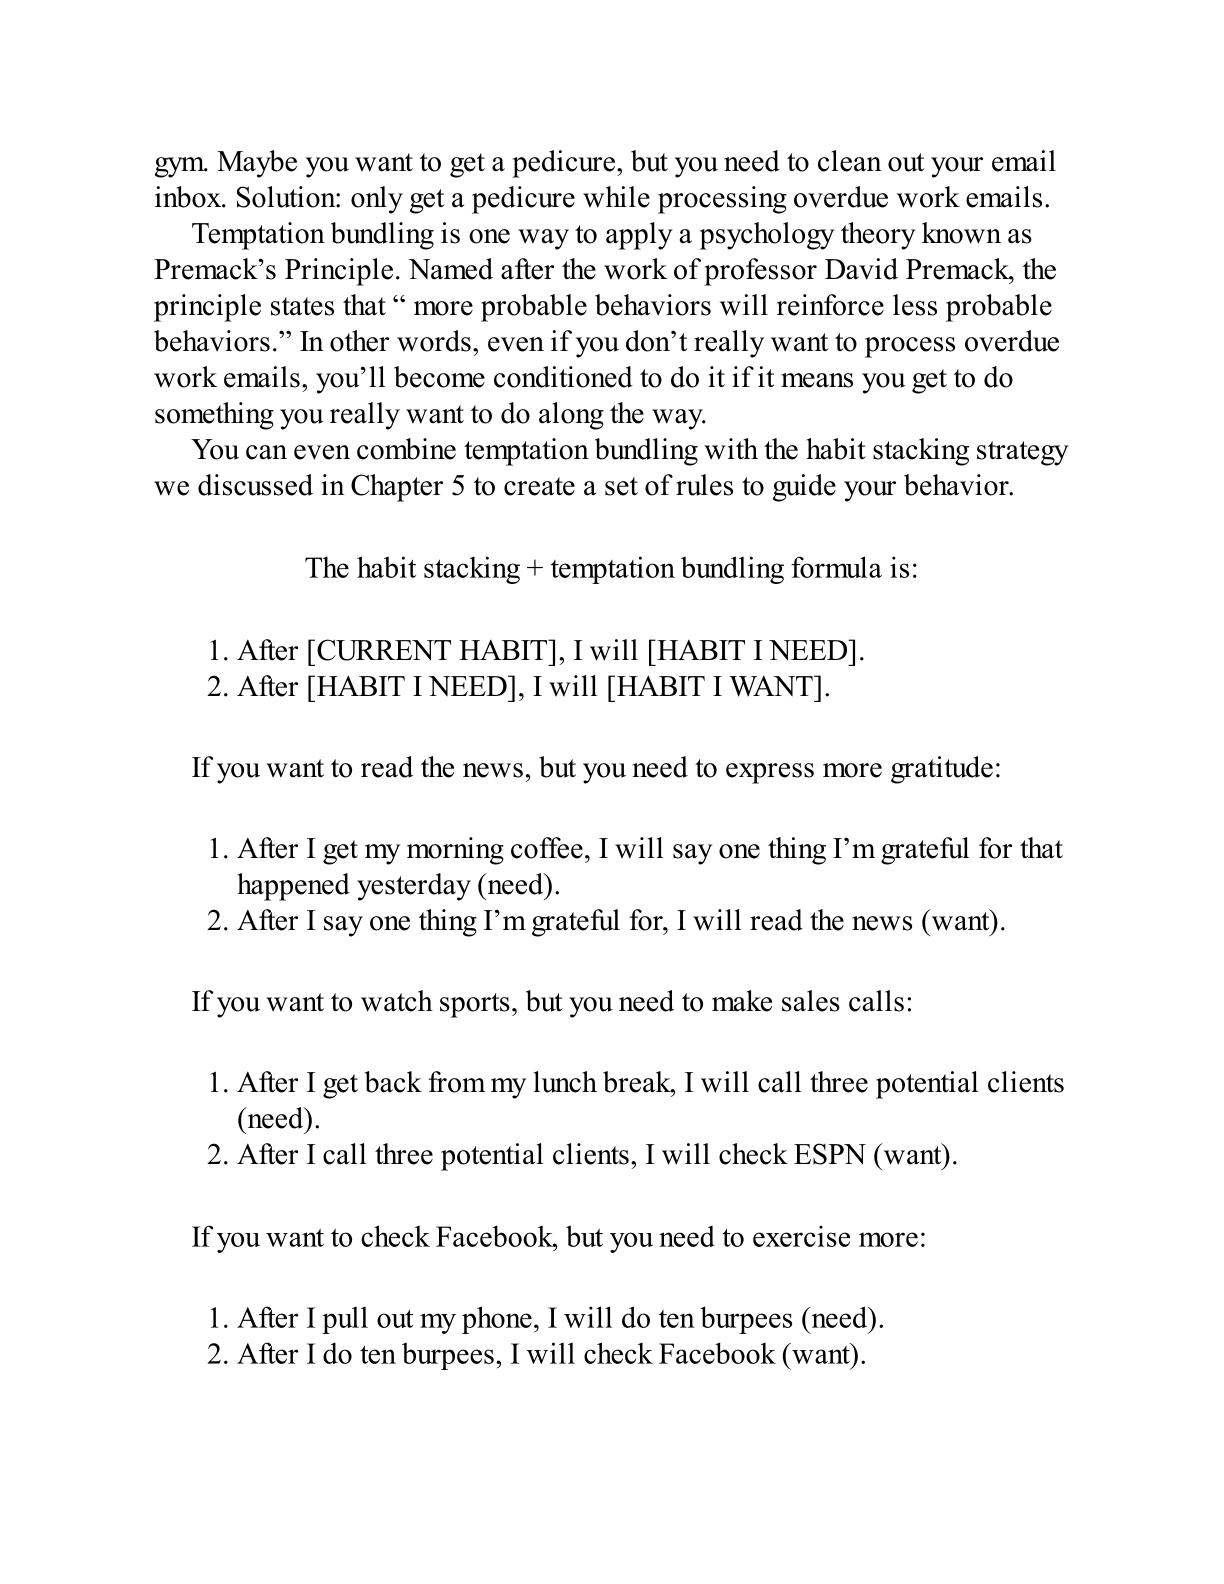 gym. Maybe you want to get a pedicure, but you need to clean out your email
inbox. Solution: only get a pedicure while processing overdue work emails.
Temptation bundling is one way to apply a psychology theory known as
Premack’s Principle. Named after the work of professor David Premack, the
principle states that “ more probable behaviors will reinforce less probable
behaviors.” In other words, even if you don’t really want to process overdue
work emails, you’ll become conditioned to do it if it means you get to do
something you really want to do along the way.
You can even combine temptation bundling with the habit stacking strategy
we discussed in Chapter 5 to create a set of rules to guide your behavior.
The habit stacking + temptation bundling formula is:
1. After [CURRENT HABIT], I will [HABIT I NEED].
2. After [HABIT I NEED], I will [HABIT I WANT].
If you want to read the news, but you need to express more gratitude:
1. After I get my morning coffee, I will say one thing I’m grateful for that
happened yesterday (need).
2. After I say one thing I’m grateful for, I will read the news (want).
If you want to watch sports, but you need to make sales calls:
1. After I get back from my lunch break, I will call three potential clients
(need).
2. After I call three potential clients, I will check ESPN (want).
If you want to check Facebook, but you need to exercise more:
1. After I pull out my phone, I will do ten burpees (need).
2. After I do ten burpees, I will check Facebook (want).